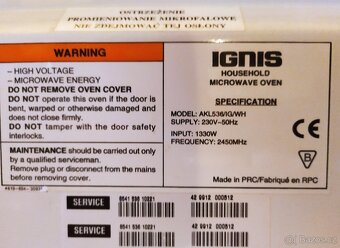 OSTRZEŻENIE
PROMIENIOWANIE MIKROFALOWE
NIE ZDEJMOWAĆ TEJ OSŁONY
WARNING
– HIGH VOLTAGE
– MICROWAVE ENERGY
DO NOT REMOVE OVEN COVER
DO NOT operate this oven if the door is
bent, warped or otherwise damaged and
does not close firmly.
DO NOT tamper with the door safety
interlocks.
MAINTENANCE should be carried out only
by a qualified serviceman.
Remove plug or disconnect from the mains
before carrying out maintenance.
IGNIS
HOUSEHOLD
MICROWAVE OVEN
SPECIFICATION
MODEL: AKL536/IG/WH
SUPPLY: 230V~50Hz
INPUT: 1330W
FREQUENCY: 2450MHz
B
Made in PRC/Fabriqué en RPC
SERVICE 8541 536 10221 42 9912 000812
SERVICE 8541 536 10221 42 9912 000812